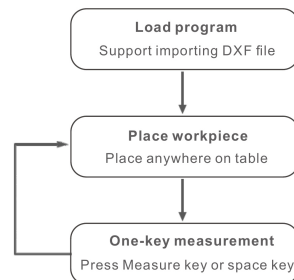 Load program
Support importing DXF file
Place workpiece
Place anywhere on table
One-key measurement
Press Measure key or space key